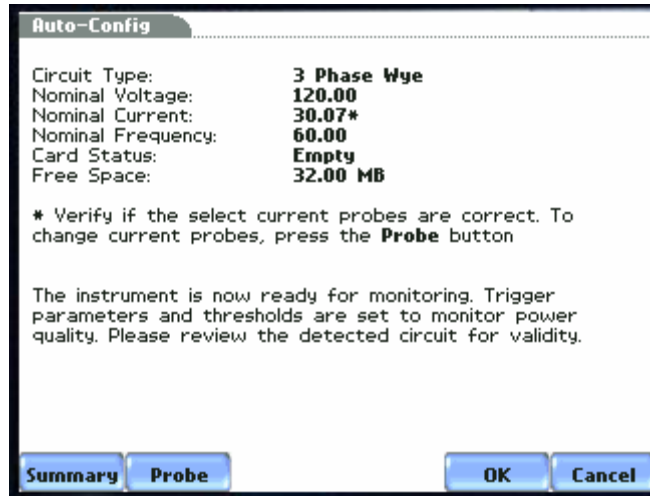 Auto-Config
Circuit Type: 3 Phase Wye
Nominal Voltage: 120.00
Nominal Current: 30.07*
Nominal Frequency: 60.00
Card Status: Empty
Free Space: 32.00 MB
* Verify if the select current probes are correct. To
change current probes, press the Probe button
The instrument is now ready for monitoring. Trigger
parameters and thresholds are set to monitor power
quality. Please review the detected circuit for validity.
Summary Probe OK Cancel